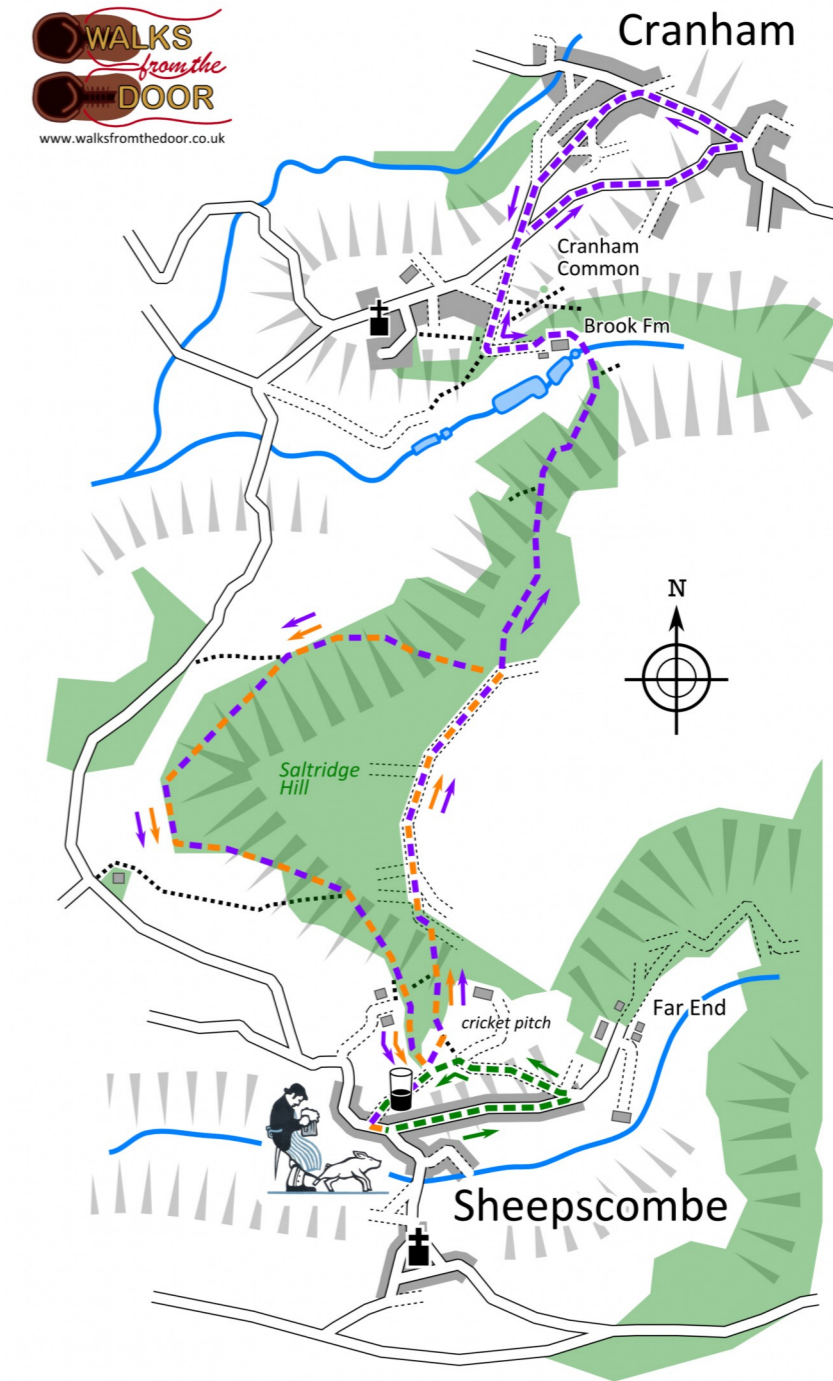 WALKS
from the
DOOR
www.walksfromthedoor.co.uk
Cranham
Cranham
Common
Brook Fm
N
Saltridge
Hill
Far End
cricket pitch
Sheepscombe